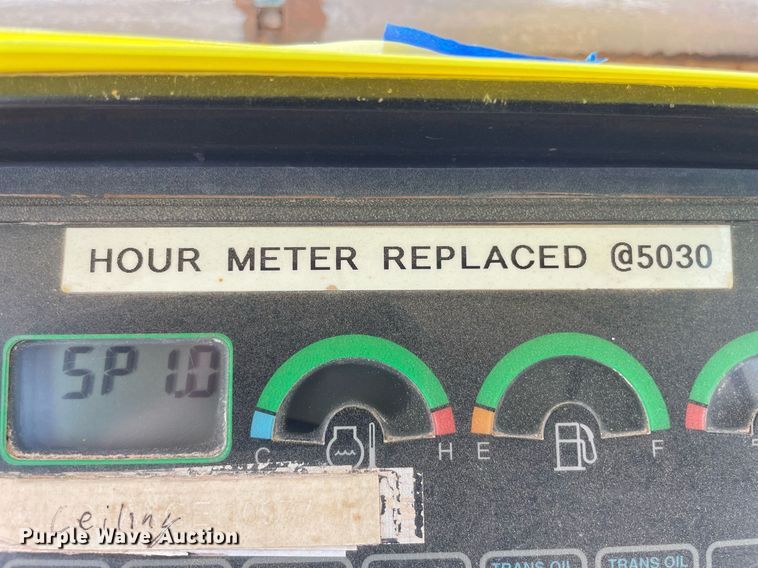 HOUR METER REPLACED @5030
SP 1.0
C H E F
Ceiling
Purple Wave Auction
TRANS OIL TRANS OIL